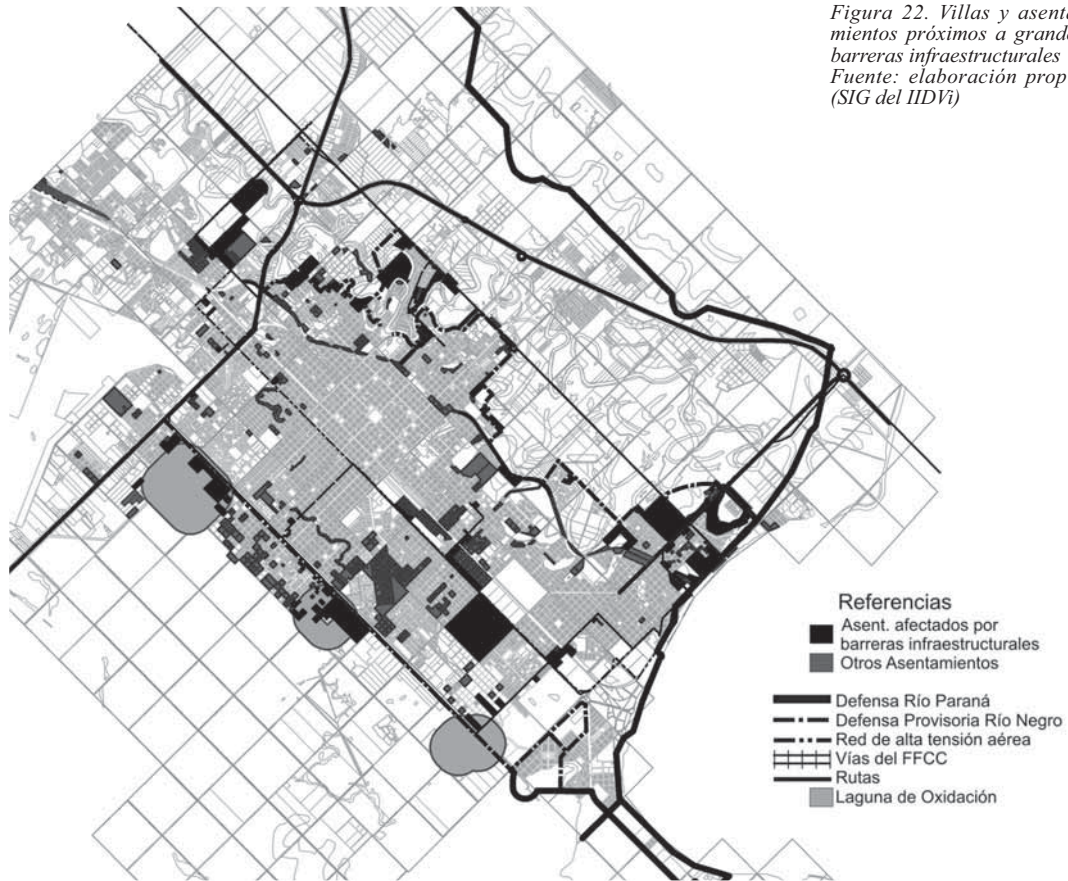 Figura 22. Villas y asenta
mientos próximos a grande
barreras infraestructurales
Fuente: elaboración prop
(SIG del IIDVi)
Referencias
Asent. afectados por
barreras infraestructurales
Otros Asentamientos
Defensa Río Paraná
Defensa Provisoria Río Negro
Red de alta tensión aérea
Vías del FFCC
Rutas
Laguna de Oxidación